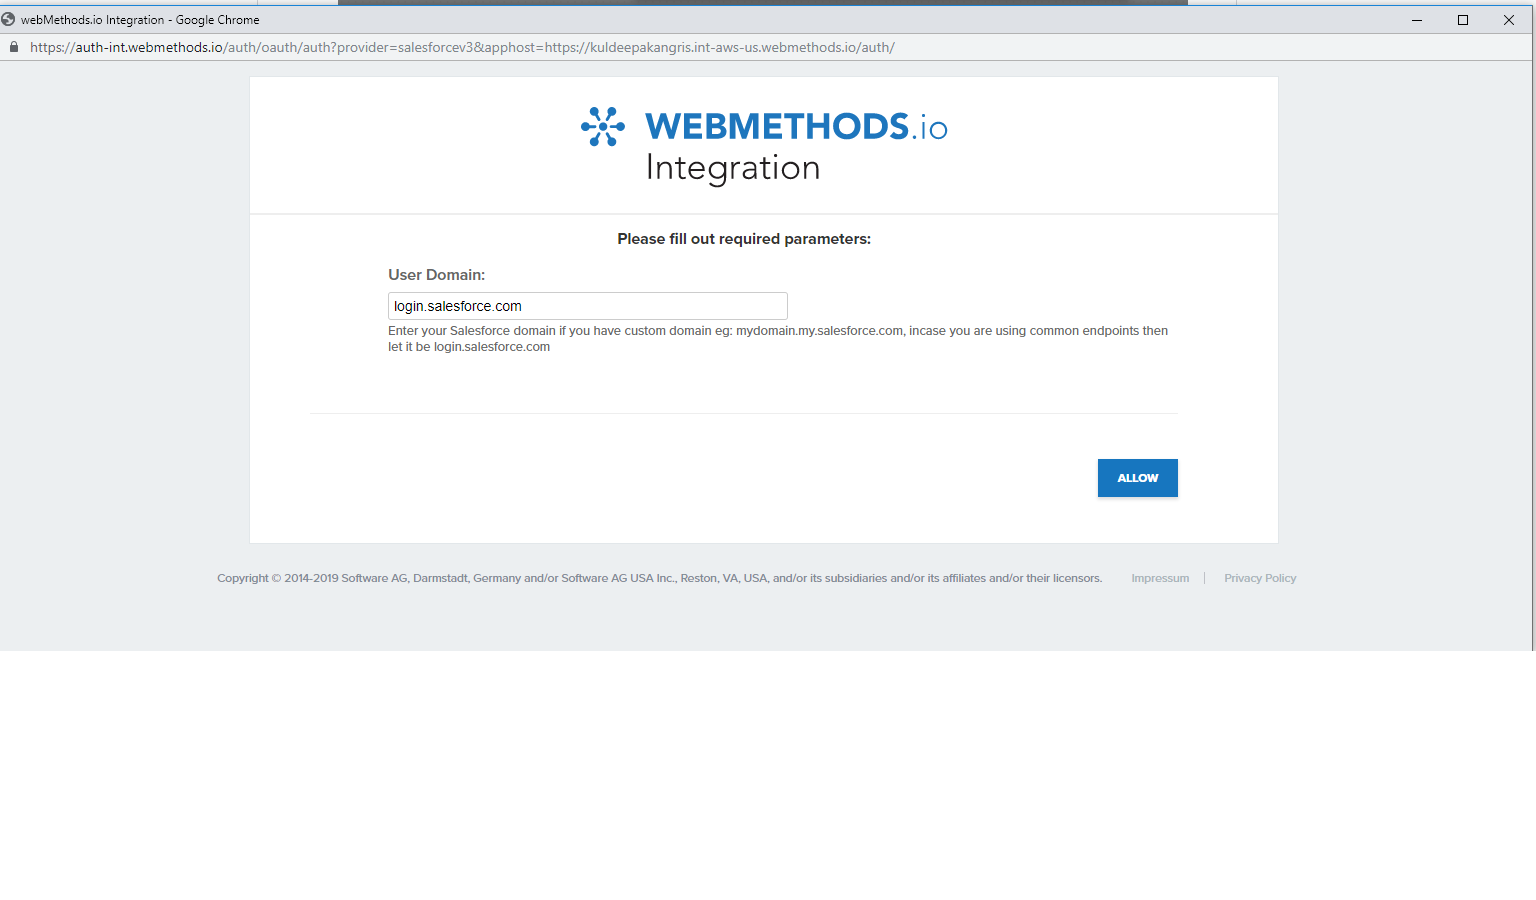 webMethods.io Integration - Google Chrome
https://auth-int.webmethods.io/auth/oauth/auth?provider=salesforcev3&apphost=https://kuldeepakangris.int-aws-us.webmethods.io/auth/
WEBMETHODS.io
Integration
Please fill out required parameters:
User Domain:
login.salesforce.com
Enter your Salesforce domain if you have custom domain eg: mydomain.my.salesforce.com, incase you are using common endpoints then
let it be login.salesforce.com
ALLOW
Copyright © 2014-2019 Software AG, Darmstadt, Germany and/or Software AG USA Inc., Reston, VA, USA, and/or its subsidiaries and/or its affiliates and/or their licensors. Impressum | Privacy Policy